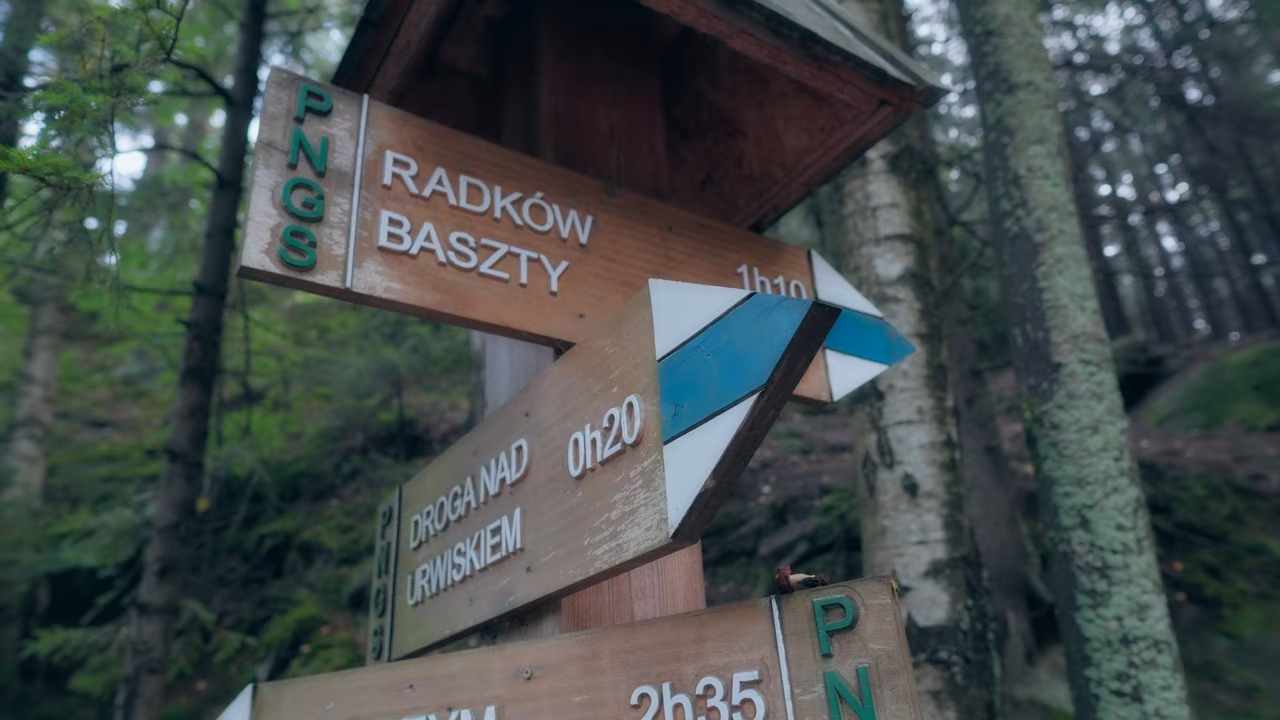 PNGS
RADKÓW
BASZTY
1h10
PNGS
DROGA NAD
URWISKIEM
0h20
2h35
PN